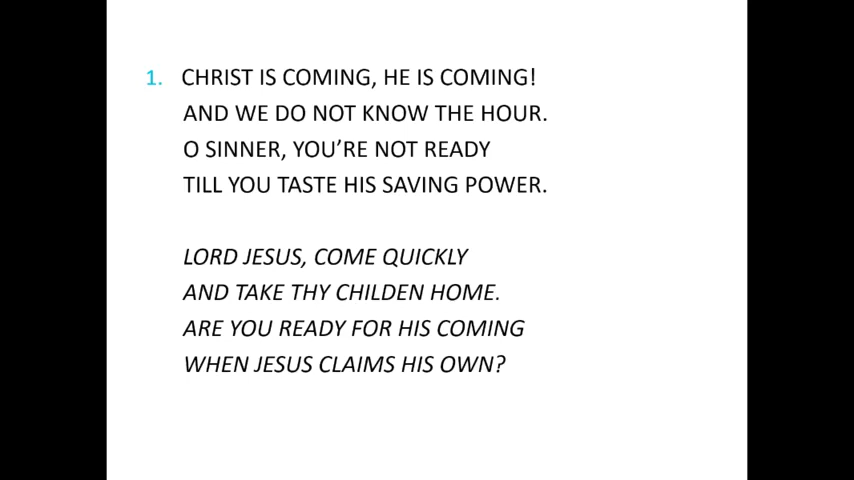 1. CHRIST IS COMING, HE IS COMING!
AND WE DO NOT KNOW THE HOUR.
O SINNER, YOU’RE NOT READY
TILL YOU TASTE HIS SAVING POWER.
LORD JESUS, COME QUICKLY
AND TAKE THY CHILDEN HOME.
ARE YOU READY FOR HIS COMING
WHEN JESUS CLAIMS HIS OWN?